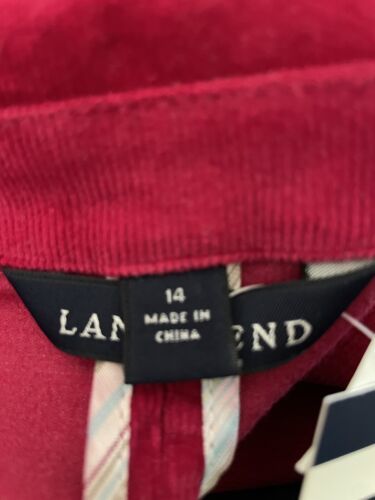 14
MADE IN
CHINA
LAN END